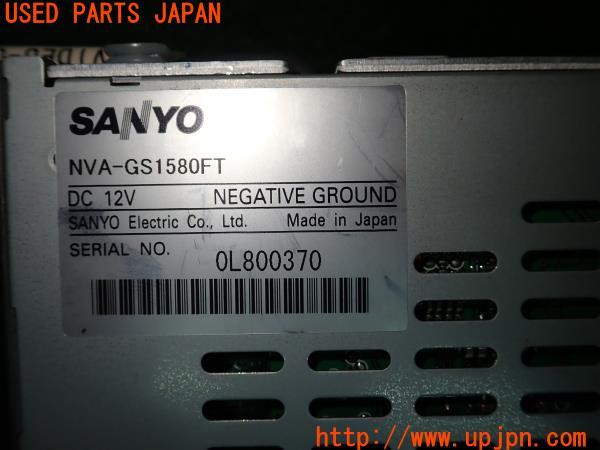 USED PARTS JAPAN
VIDEO
SANYO
NVA-GS1580FT
DC 12V NEGATIVE GROUND
SANYO Electric Co., Ltd. Made in Japan
SERIAL NO. 0L800370
http://www.upjpn.com